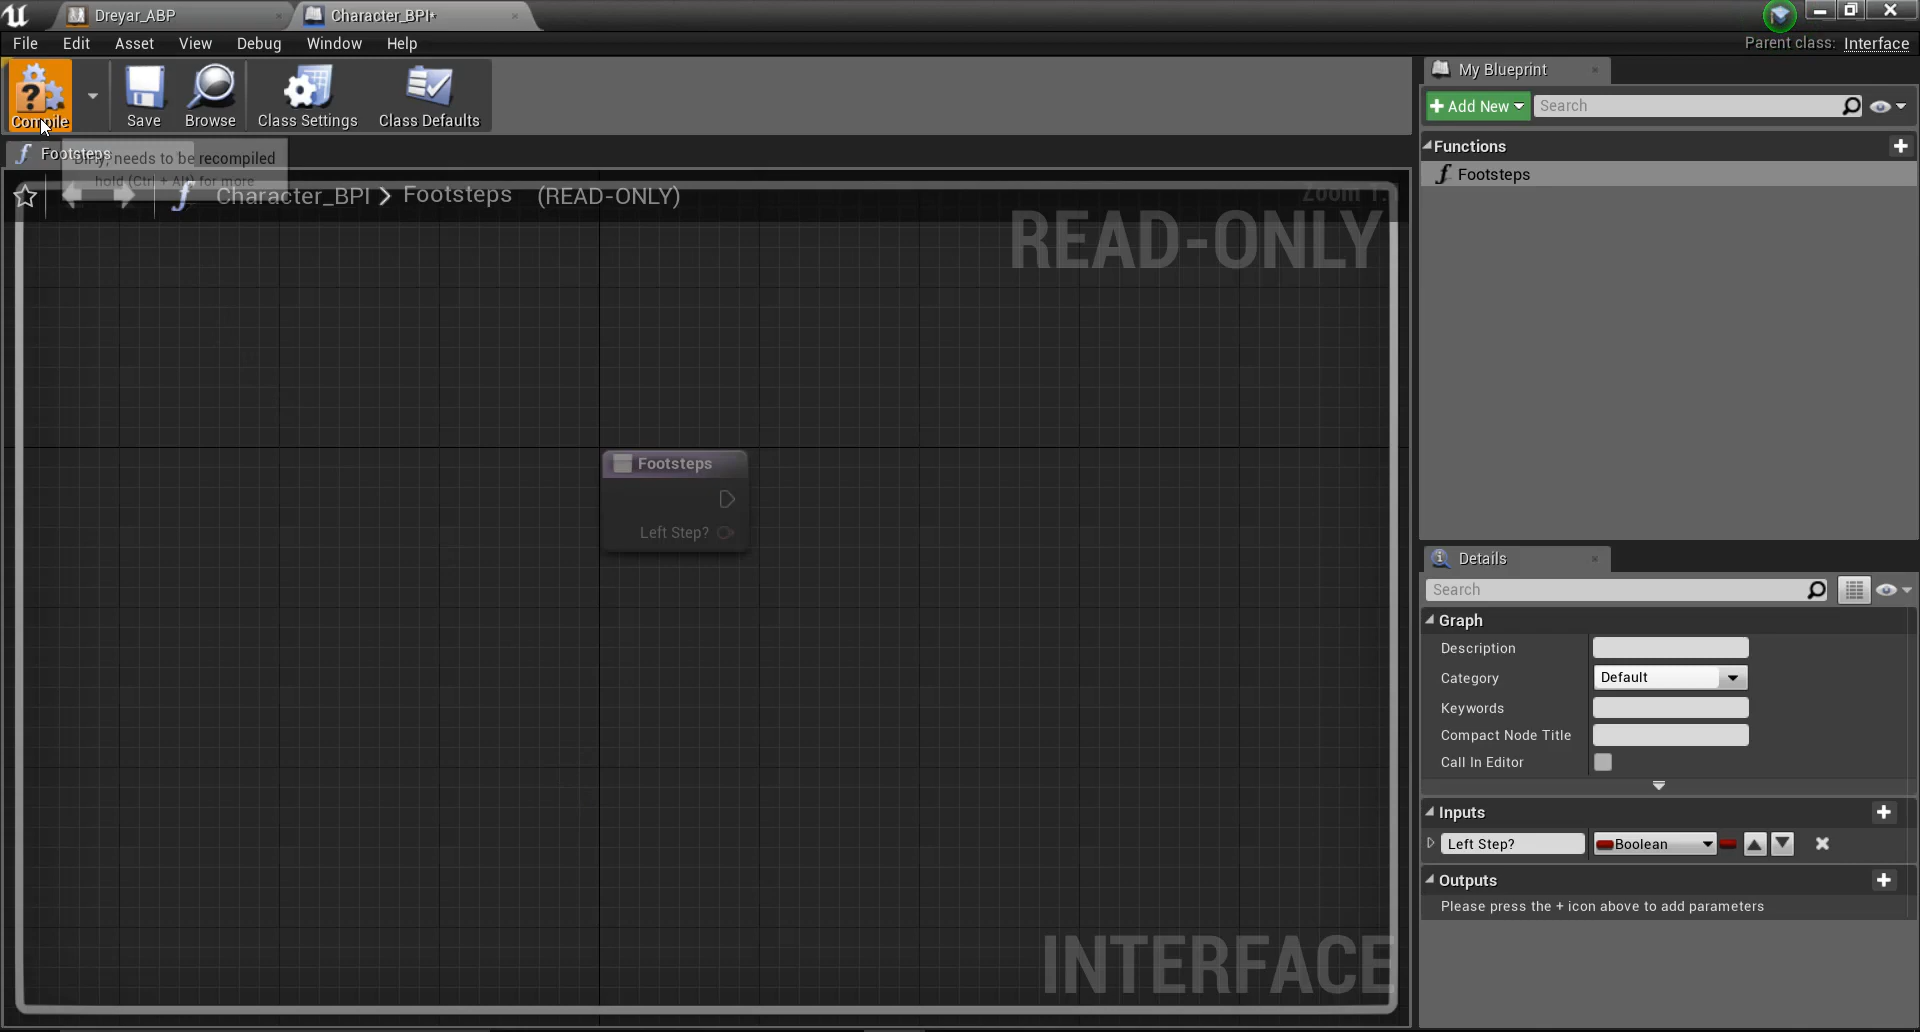 Dreyar_ABP
Character_BPI*
File Edit Asset View Debug Window Help
Parent class: Interface
Compile
Save
Browse
Class Settings
Class Defaults
My Blueprint
Add New
Search
Functions
Footsteps
Footsteps
Dirty; needs to be recompiled
hold (Ctrl + Alt) for more
Character_BPI > Footsteps (READ-ONLY)
Zoom 1:1
READ-ONLY
Footsteps
Left Step?
INTERFACE
Details
Search
Graph
Description
Category Default
Keywords
Compact Node Title
Call In Editor
Inputs
Left Step? Boolean
Outputs
Please press the + icon above to add parameters